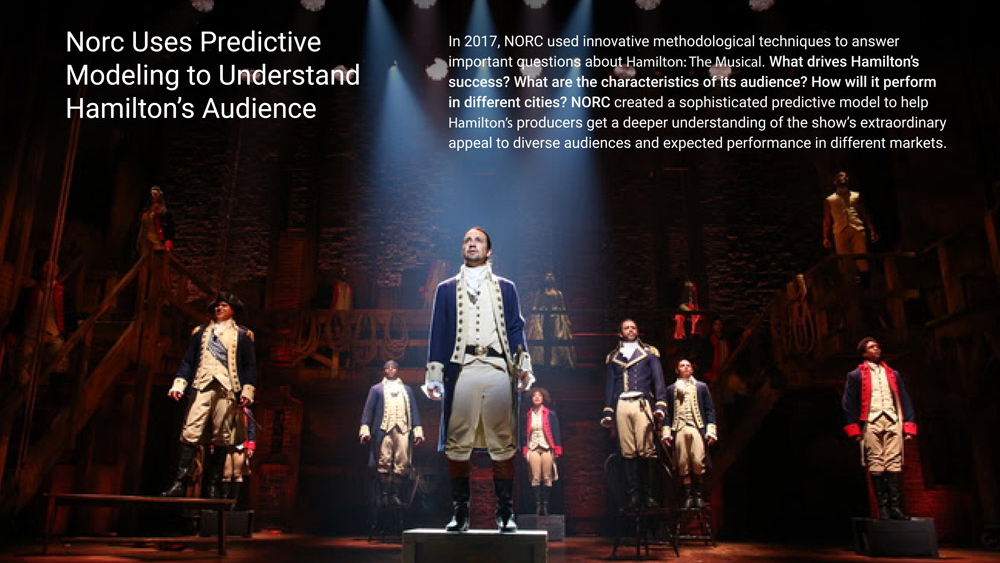 Norc Uses Predictive
Modeling to Understand
Hamilton’s Audience
In 2017, NORC used innovative methodological techniques to answer
important questions about Hamilton: The Musical. What drives Hamilton’s
success? What are the characteristics of its audience? How will it perform
in different cities? NORC created a sophisticated predictive model to help
Hamilton’s producers get a deeper understanding of the show’s extraordinary
appeal to diverse audiences and expected performance in different markets.